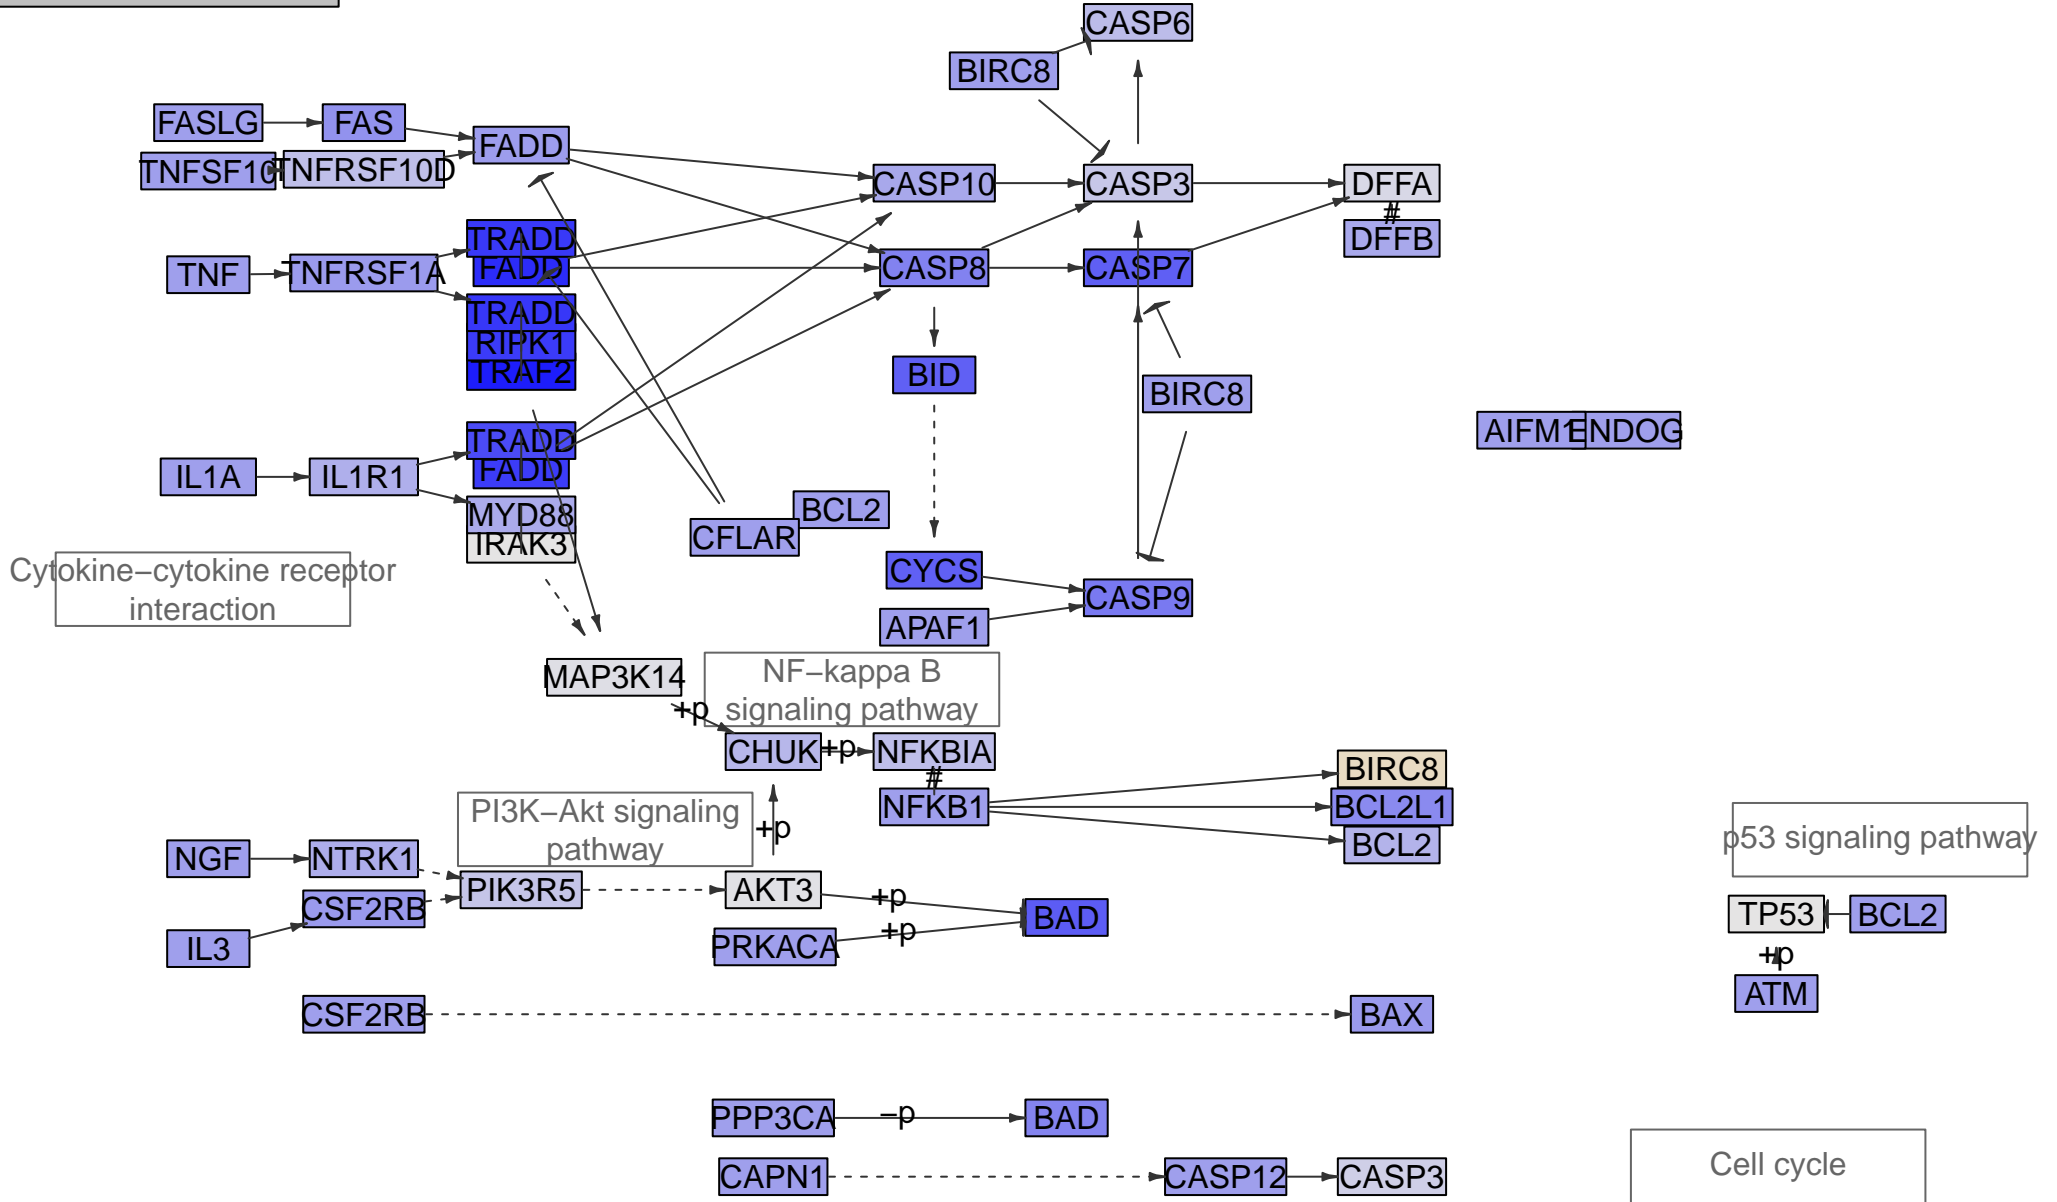 CASP6
BIRC8
FASLG
FAS
FADD
TNFSF10
TNFRSF10D
CASP10
CASP3
DFFA
#
DFFB
TRADD
FADD
TNF
TNFRSF1A
CASP8
CASP7
TRADD
RIPK1
TRAF2
BID
BIRC8
AIFM1
ENDOG
TRADD
FADD
IL1A
IL1R1
MYD88
IRAK3
BCL2
CFLAR
Cytokine−cytokine receptor
interaction
CYCS
CASP9
APAF1
MAP3K14
NF−kappa B
signaling pathway
+p
CHUK
+p
NFKBIA
#
NFKB1
BIRC8
BCL2L1
BCL2
PI3K−Akt signaling
pathway
+p
p53 signaling pathway
NGF
NTRK1
PIK3R5
AKT3
+p
BAD
CSF2RB
IL3
PRKACA
+p
TP53
BCL2
+p
ATM
CSF2RB
BAX
PPP3CA
−p
BAD
CAPN1
CASP12
CASP3
Cell cycle